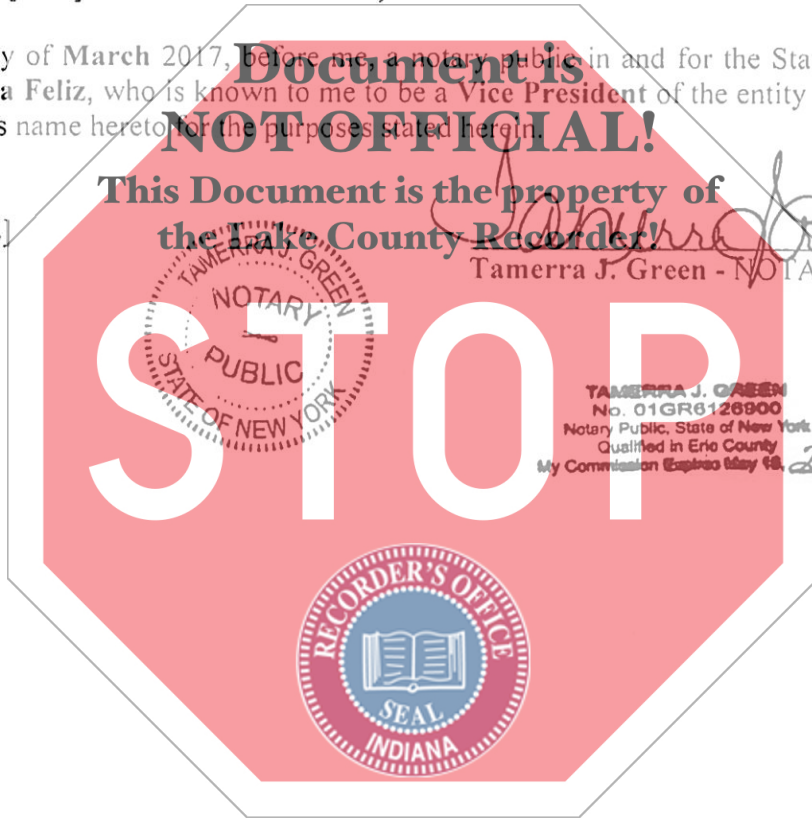 y of March 2017, before me, a notary public in and for the Sta
a Feliz, who is known to me to be a Vice President of the entity
s name hereto for the purposes stated herein.
Document is
NOT OFFICIAL!
This Document is the property of
the Lake County Recorder!
Tamerra J. Green - NOTA
TAMERRA J. GREEN
NOTARY
PUBLIC
STATE OF NEW YORK
STOP
TAMERRA J. GREEN
No. 01GR6126900
Notary Public, State of New York
Qualified in Erie County
My Commission Expires May 18,
RECORDER'S OFFICE
SEAL
INDIANA